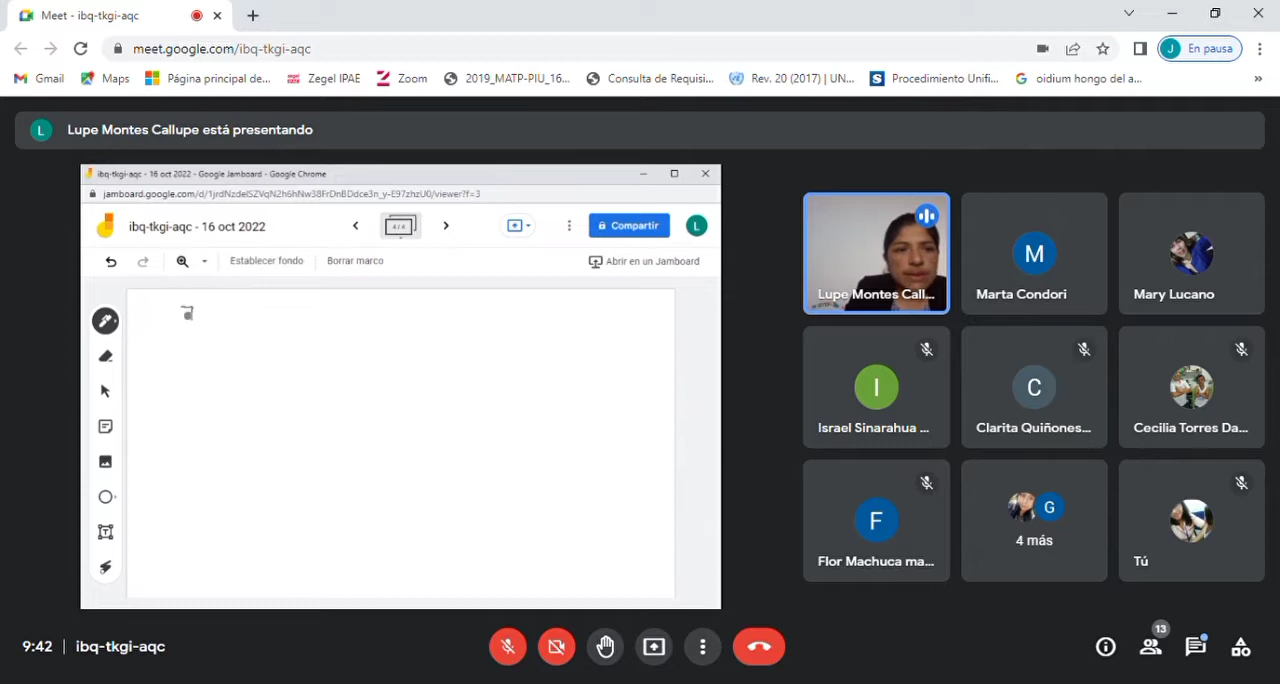 Meet - ibq-tkgi-aqc
meet.google.com/ibq-tkgi-aqc
J En pausa
Gmail Maps Página principal de... Zegel IPAE Zoom 2019_MATP-PIU_16... Consulta de Requisi... Rev. 20 (2017) | UN... Procedimiento Unifi... oidium hongo del a...
L Lupe Montes Callupe está presentando
ibq-tkgi-aqc - 16 oct 2022 - Google Jamboard - Google Chrome
ibq-tkgi-aqc - 16 oct 2022
4/4
Compartir
L
Establecer fondo Borrar marco Abrir en un Jamboard
Lupe Montes Call...
M
Marta Condori
Mary Lucano
I
Israel Sinarahua ...
C
Clarita Quiñones...
Cecilia Torres Da...
F
Flor Machuca ma...
G
4 más
Tú
9:42 | ibq-tkgi-aqc
13